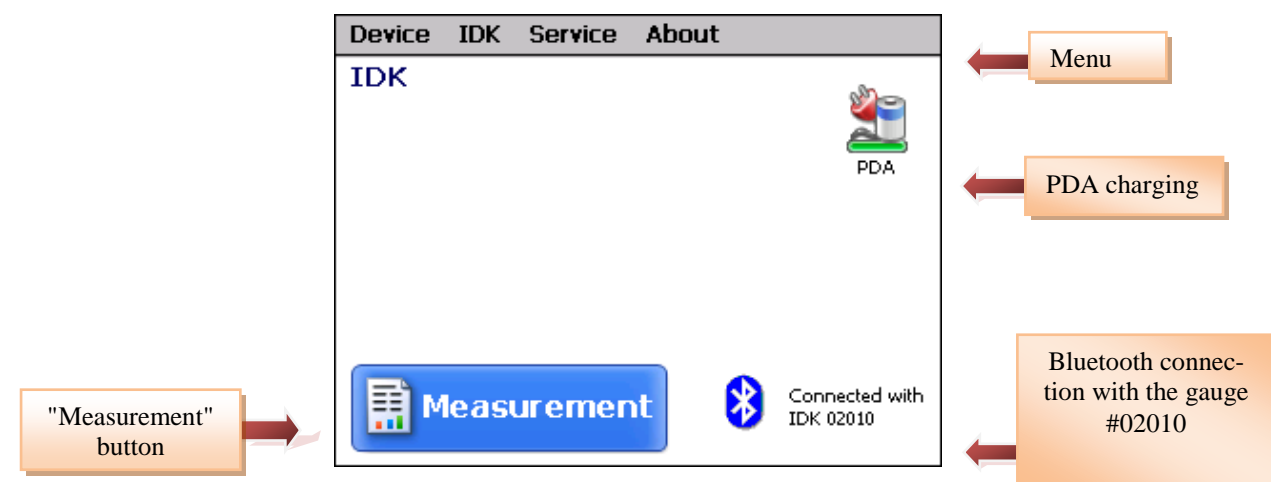 Device IDK Service About
Menu
IDK
PDA
PDA charging
Measurement
Connected with
IDK 02010
"Measurement"
button
Bluetooth connec-
tion with the gauge
#02010